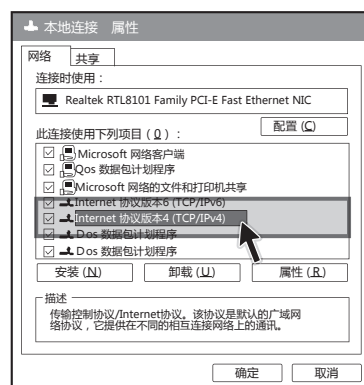 本地连接 属性
网络 共享
连接时使用：
Realtek RTL8101 Family PCI-E Fast Ethernet NIC
配置 (C)
此连接使用下列项目 ( O ) ：
Microsoft 网络客户端
Qos 数据包计划程序
Microsoft 网络的文件和打印机共享
Internet 协议版本6 (TCP/IPv6)
Internet 协议版本4 (TCP/IPv4)
Dos 数据包计划程序
Dos 数据包计划程序
安装 (N) 卸载 (U) 属性 (R)
描述
传输控制协议/Internet协议。该协议是默认的广域网
络协议，它提供在不同的相互连接网络上的通讯。
确定 取消